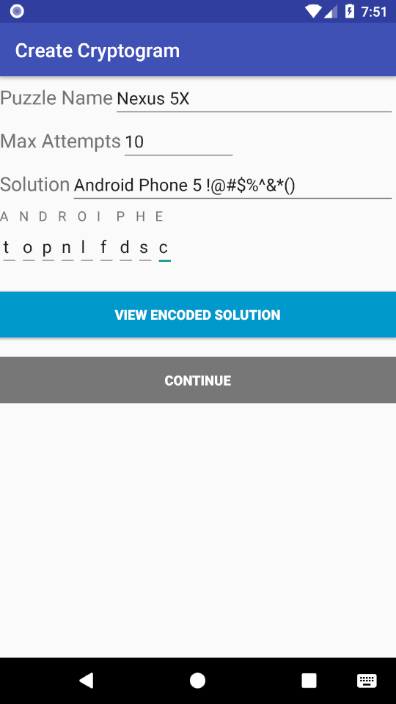 7:51
Create Cryptogram
Puzzle Name Nexus 5X
Max Attempts 10
Solution Android Phone 5 !@#$%^&*()
A N D R O I P H E
t o p n l f d s c
VIEW ENCODED SOLUTION
CONTINUE